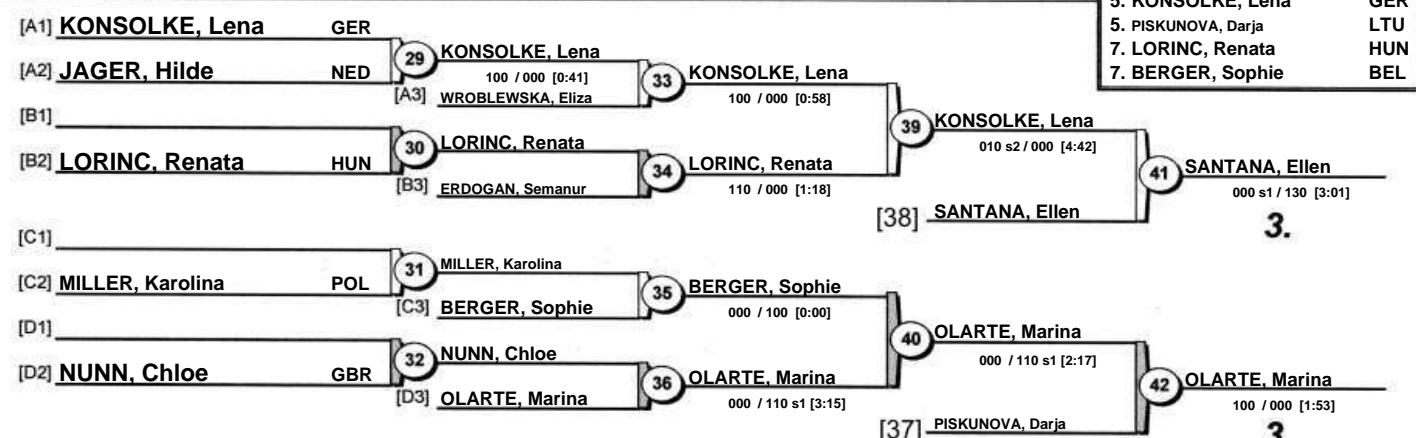 5. KONSOLKE, Lena GER
5. PISKUNOVA, Darja LTU
7. LORINC, Renata HUN
7. BERGER, Sophie BEL
[A1] KONSOLKE, Lena GER
[A2] JAGER, Hilde NED
29
KONSOLKE, Lena
100 / 000 [0:41]
[A3] WROBLEWSKA, Eliza
33
KONSOLKE, Lena
100 / 000 [0:58]
[B1]
[B2] LORINC, Renata HUN
30
LORINC, Renata
[B3] ERDOGAN, Semanur
34
LORINC, Renata
110 / 000 [1:18]
39
KONSOLKE, Lena
010 s2 / 000 [4:42]
[38] SANTANA, Ellen
41
SANTANA, Ellen
000 s1 / 130 [3:01]
3.
[C1]
[C2] MILLER, Karolina POL
31
MILLER, Karolina
[C3] BERGER, Sophie
35
BERGER, Sophie
000 / 100 [0:00]
[D1]
[D2] NUNN, Chloe GBR
32
NUNN, Chloe
[D3] OLARTE, Marina
36
OLARTE, Marina
000 / 110 s1 [3:15]
40
OLARTE, Marina
000 / 110 s1 [2:17]
[37] PISKUNOVA, Darja
42
OLARTE, Marina
100 / 000 [1:53]
3